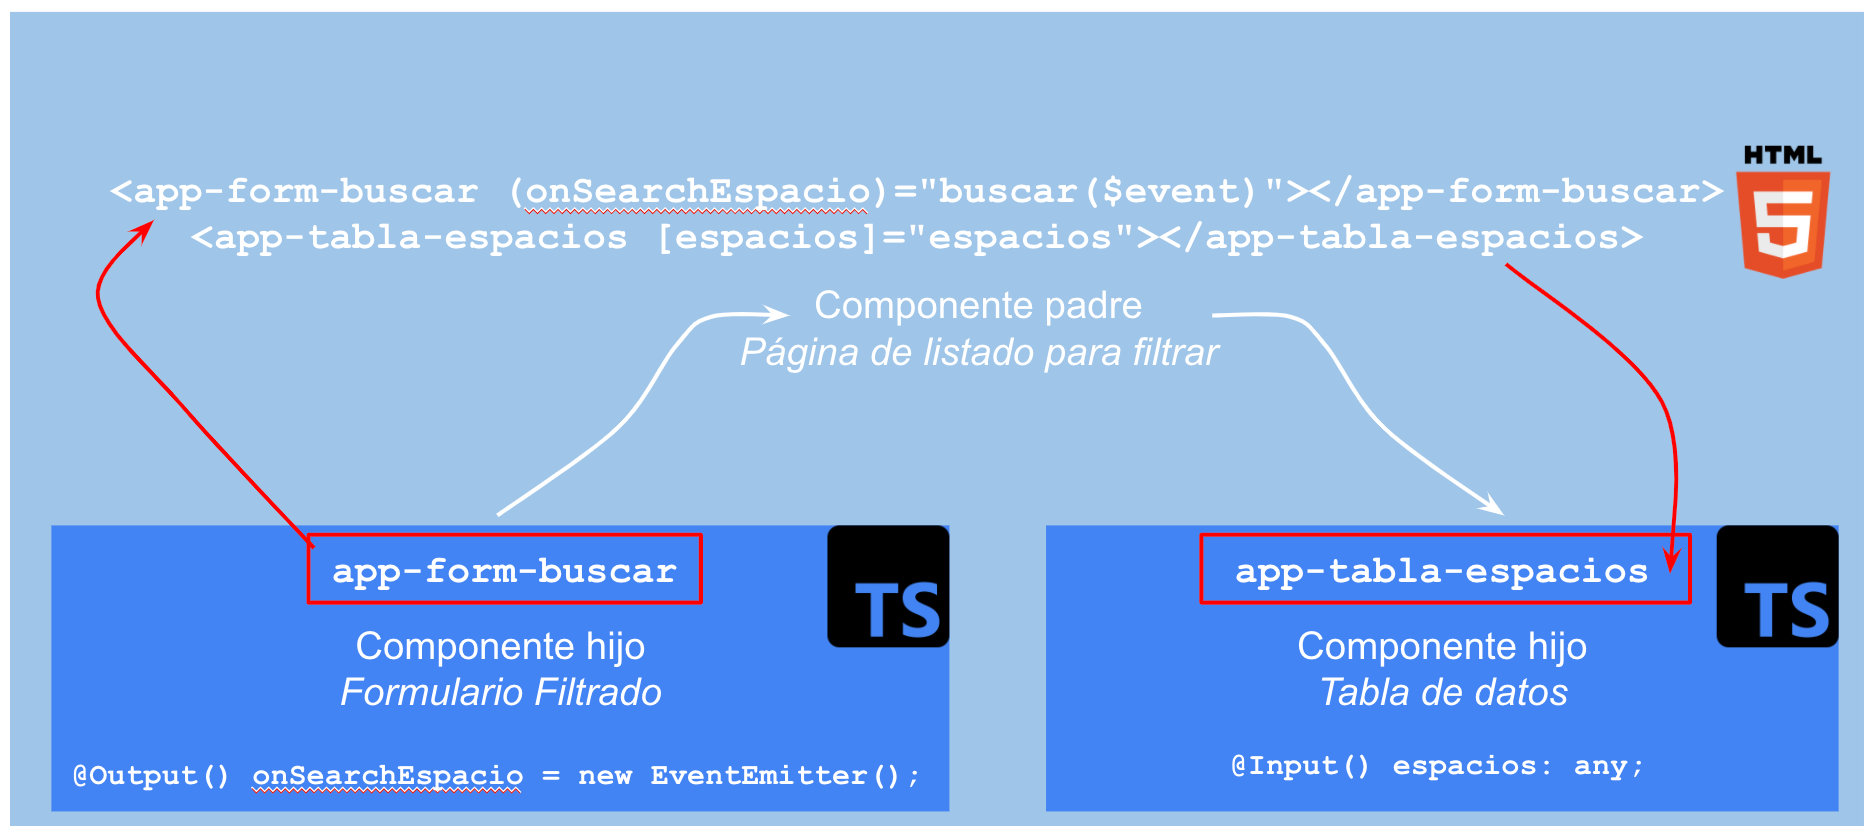 HTML
<app-form-buscar (onSearchEspacio)="buscar($event)"></app-form-buscar>
<app-tabla-espacios [espacios]="espacios"></app-tabla-espacios>
5
Componente padre
Página de listado para filtrar
app-form-buscar
TS
Componente hijo
Formulario Filtrado
@Output() onSearchEspacio = new EventEmitter();
app-tabla-espacios
TS
Componente hijo
Tabla de datos
@Input() espacios: any;